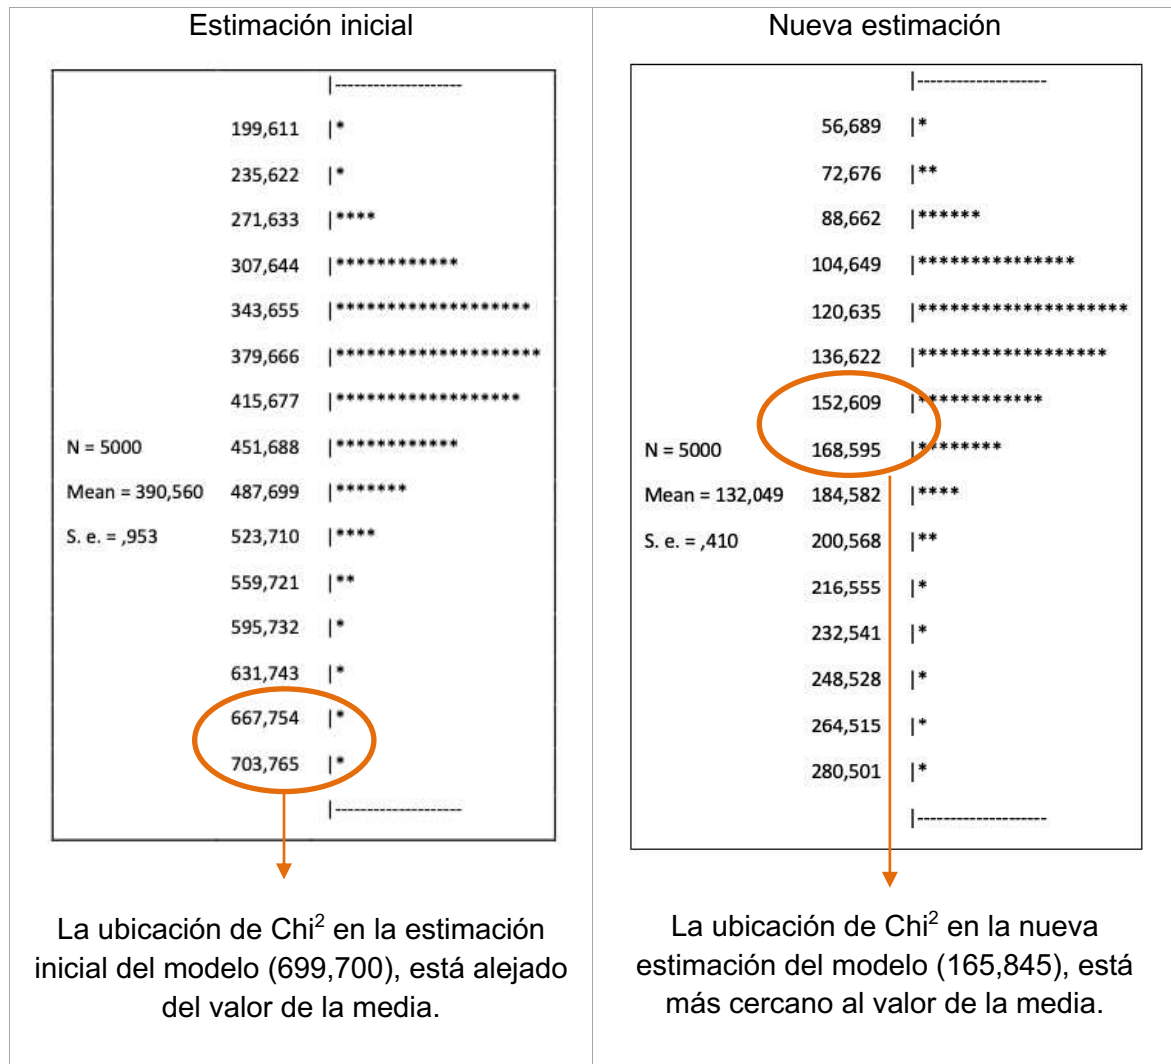 Estimación inicial
|--------------------
199,611 |*
235,622 |*
271,633 |****
307,644 |************
343,655 |*******************
379,666 |********************
415,677 |******************
N = 5000 451,688 |************
Mean = 390,560 487,699 |*******
S. e. = ,953 523,710 |****
559,721 |**
595,732 |*
631,743 |*
667,754 |*
703,765 |*
|--------------------
La ubicación de Chi² en la estimación
inicial del modelo (699,700), está alejado
del valor de la media.
Nueva estimación
|--------------------
56,689 |*
72,676 |**
88,662 |******
104,649 |***************
120,635 |********************
136,622 |******************
152,609 |************
N = 5000 168,595 |********
Mean = 132,049 184,582 |****
S. e. = ,410 200,568 |**
216,555 |*
232,541 |*
248,528 |*
264,515 |*
280,501 |*
|--------------------
La ubicación de Chi² en la nueva
estimación del modelo (165,845), está
más cercano al valor de la media.